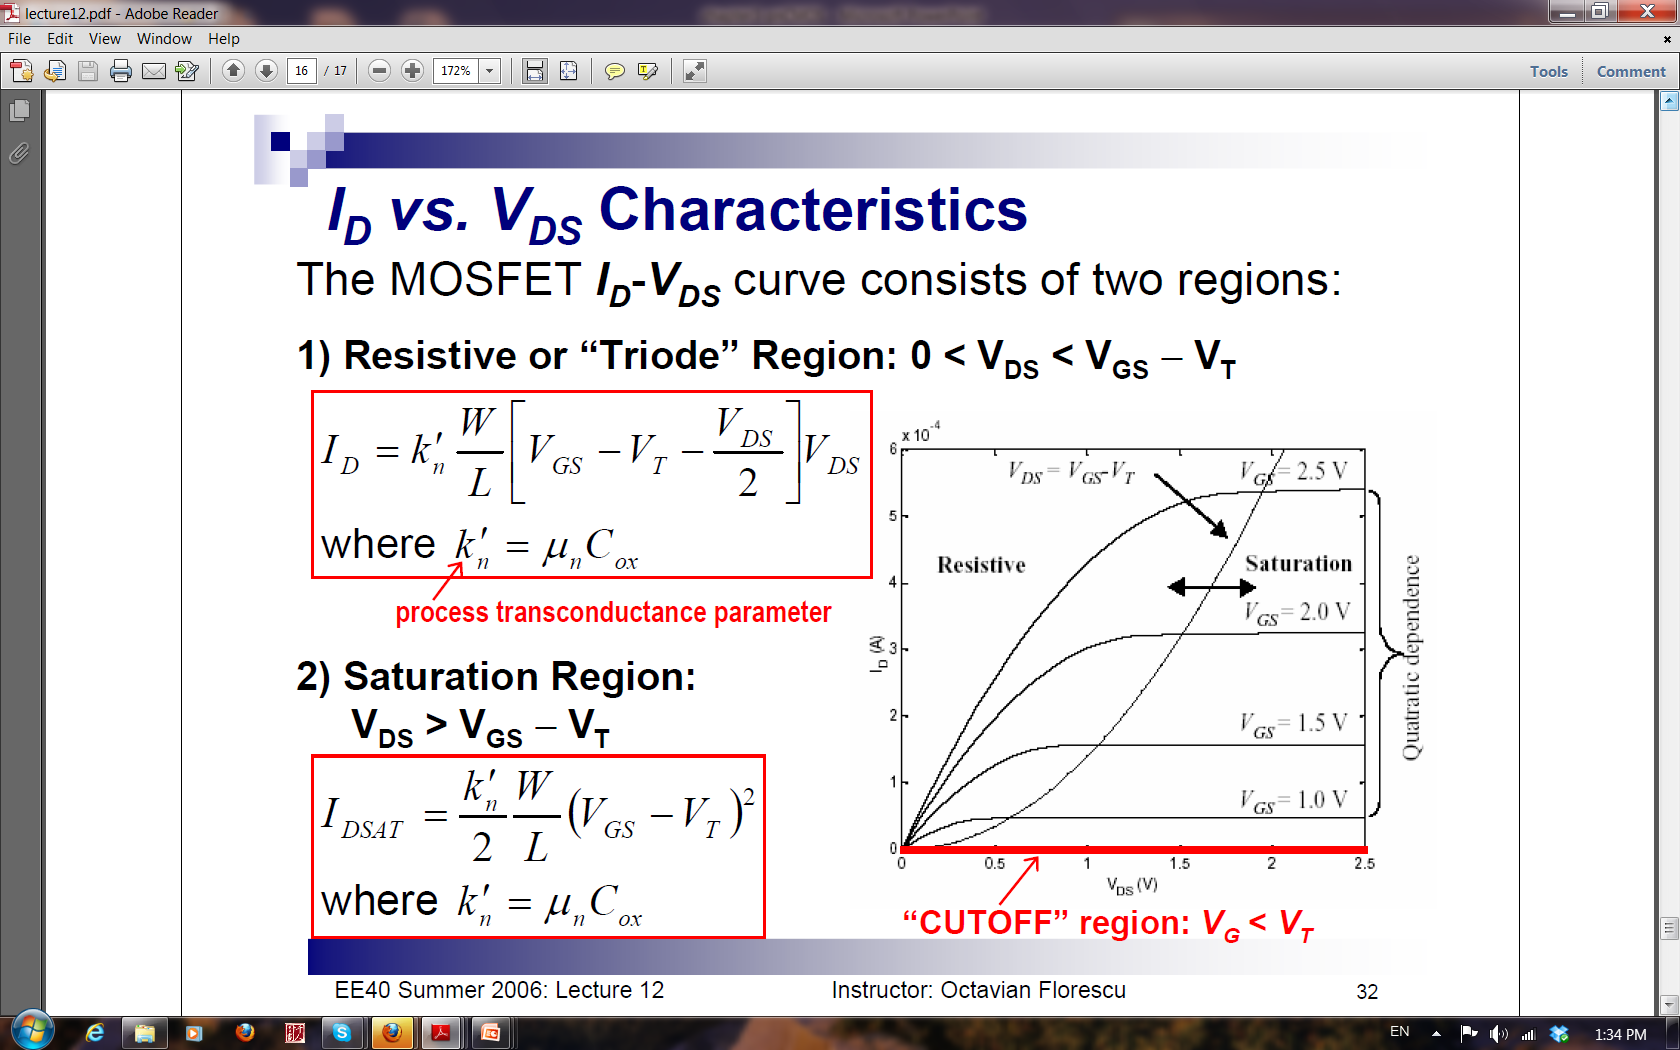 lecture12.pdf - Adobe Reader
File Edit View Window Help
16 / 17 172% Tools Comment
I_D vs. V_DS Characteristics
The MOSFET I_D-V_DS curve consists of two regions:
1) Resistive or “Triode” Region: 0 < V_DS < V_GS – V_T
I_D = k′_n W/L [V_GS − V_T − V_DS/2] V_DS
where k′_n = μ_n C_ox
process transconductance parameter
2) Saturation Region:
V_DS > V_GS – V_T
I_DSAT = k′_n/2 W/L (V_GS − V_T)²
where k′_n = μ_n C_ox
x 10⁻⁴
6
5
4
3
2
1
0
I_D (A)
V_DS = V_GS-V_T
V_GS = 2.5 V
Resistive
Saturation
V_GS = 2.0 V
V_GS = 1.5 V
V_GS = 1.0 V
Quatratic dependence
0 0.5 1 1.5 2 2.5
V_DS (V)
“CUTOFF” region: V_G < V_T
EE40 Summer 2006: Lecture 12 Instructor: Octavian Florescu 32
EN 1:34 PM